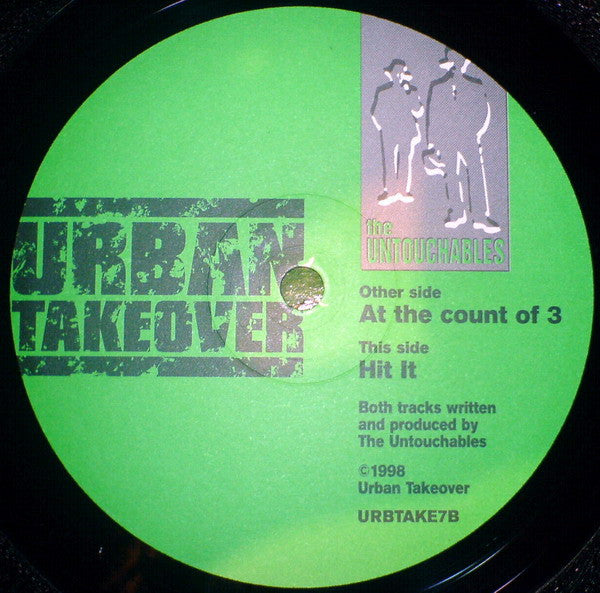 URBAN
TAKEOVER
the
UNTOUCHABLES
Other side
At the count of 3
This side
Hit It
Both tracks written
and produced by
The Untouchables
©1998
Urban Takeover
URBTAKE7B